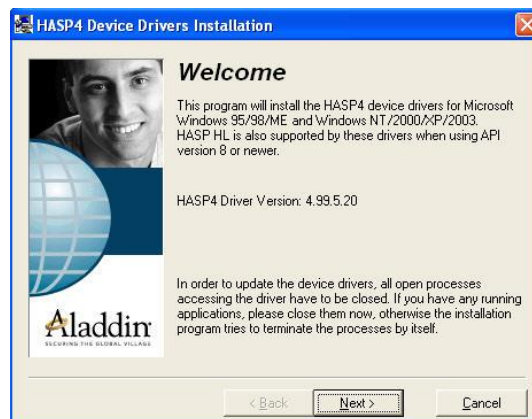 HASP4 Device Drivers Installation
Welcome
This program will install the HASP4 device drivers for Microsoft
Windows 95/98/ME and Windows NT/2000/XP/2003.
HASP HL is also supported by these drivers when using API
version 8 or newer.
HASP4 Driver Version: 4.99.5.20
In order to update the device drivers, all open processes
accessing the driver have to be closed. If you have any running
applications, please close them now, otherwise the installation
program tries to terminate the processes by itself.
Aladdin
SECURING THE GLOBAL VILLAGE
< Back
Next >
Cancel